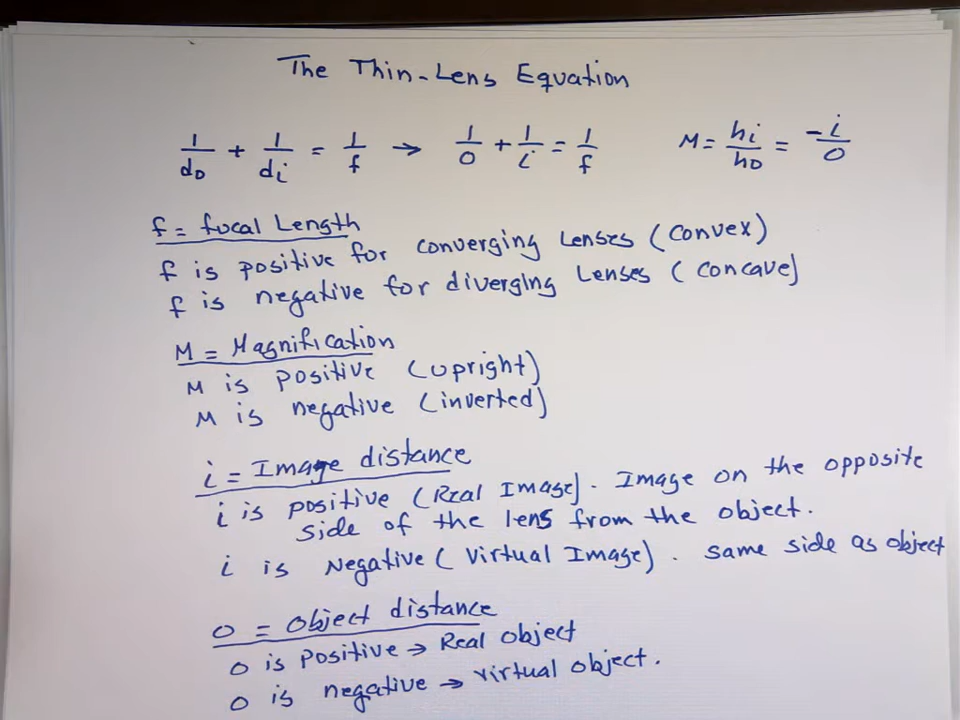 The Thin-Lens Equation
1/do + 1/di = 1/f → 1/o + 1/i = 1/f M = hi/ho = -i/o
f = focal Length
f is positive for converging Lenses (convex)
f is negative for diverging Lenses (concave)
M = Magnification
M is positive (upright)
M is negative (inverted)
i = Image distance
i is positive (Real Image). Image on the opposite
side of the lens from the object.
i is Negative (Virtual Image). same side as object
o = object distance
o is positive → Real object
o is negative → virtual object.